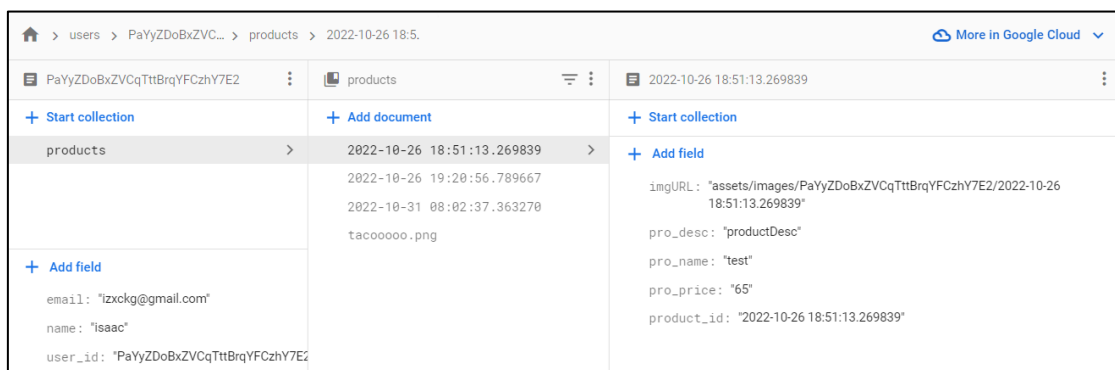 users > PaYyZDoBxZVC... > products > 2022-10-26 18:5. More in Google Cloud
PaYyZDoBxZVCqTttBrqYFCzhY7E2 products 2022-10-26 18:51:13.269839
+ Start collection + Add document + Start collection
products > 2022-10-26 18:51:13.269839 > + Add field
2022-10-26 19:20:56.789667
2022-10-31 08:02:37.363270
tacooooo.png
imgURL: "assets/images/PaYyZDoBxZVCqTttBrqYFCzhY7E2/2022-10-26
18:51:13.269839"
pro_desc: "productDesc"
pro_name: "test"
pro_price: "65"
product_id: "2022-10-26 18:51:13.269839"
+ Add field
email: "izxckg@gmail.com"
name: "isaac"
user_id: "PaYyZDoBxZVCqTttBrqYFCzhY7E2